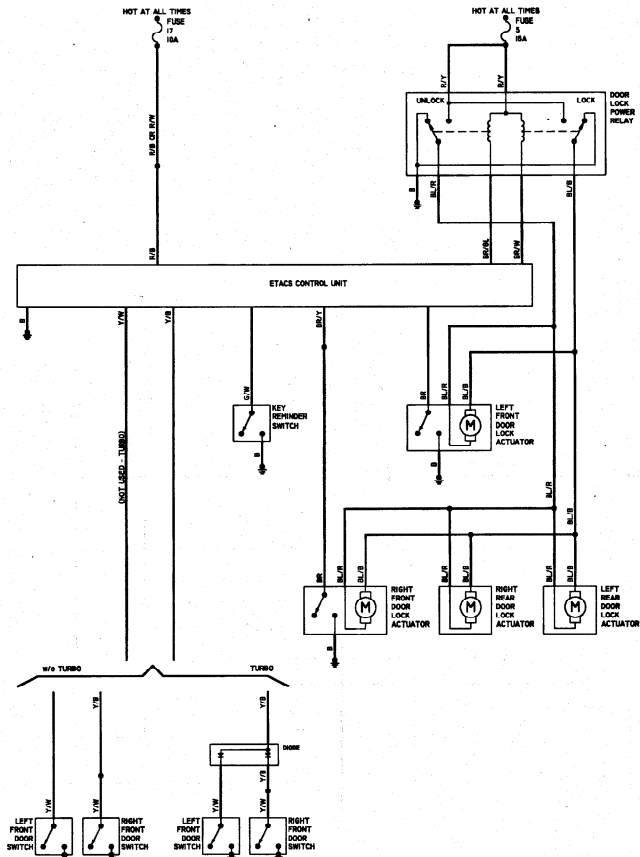 HOT AT ALL TIMES
FUSE
17
10A
HOT AT ALL TIMES
FUSE
5
15A
R/Y
R/Y
UNLOCK
LOCK
DOOR
LOCK
POWER
RELAY
R/B OR R/W
B
BL/R
BL/B
R/B
BR/BL
BR/W
ETACS CONTROL UNIT
B
Y/W
Y/B
BR/Y
G/W
KEY
REMINDER
SWITCH
B
BR
BL/R
BL/B
LEFT
FRONT
DOOR
LOCK
ACTUATOR
B
(NOT USED - TURBO)
BL/R
BL/B
BR
BL/R
BL/B
RIGHT
FRONT
DOOR
LOCK
ACTUATOR
B
BL/R
BL/B
RIGHT
REAR
DOOR
LOCK
ACTUATOR
BL/R
BL/B
LEFT
REAR
DOOR
LOCK
ACTUATOR
M
M
M
M
w/o TURBO
TURBO
Y/B
Y/B
DIODE
Y/B
Y/W
Y/W
Y/W
Y/W
LEFT
FRONT
DOOR
SWITCH
RIGHT
FRONT
DOOR
SWITCH
LEFT
FRONT
DOOR
SWITCH
RIGHT
FRONT
DOOR
SWITCH